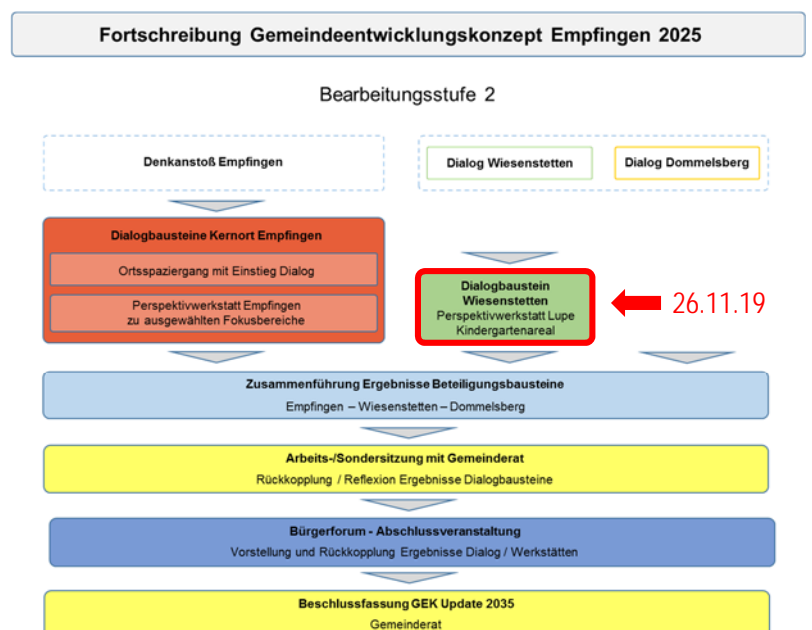 Fortschreibung Gemeindeentwicklungskonzept Empfingen 2025
Bearbeitungsstufe 2
Denkanstoß Empfingen
Dialog Wiesenstetten
Dialog Dommelsberg
Dialogbausteine Kernort Empfingen
Ortsspaziergang mit Einstieg Dialog
Perspektivwerkstatt Empfingen
zu ausgewählten Fokusbereiche
Dialogbaustein
Wiesenstetten
Perspektivwerkstatt Lupe
Kindergartenareal
26.11.19
Zusammenführung Ergebnisse Beteiligungsbausteine
Empfingen – Wiesenstetten – Dommelsberg
Arbeits-/Sondersitzung mit Gemeinderat
Rückkopplung / Reflexion Ergebnisse Dialogbausteine
Bürgerforum - Abschlussveranstaltung
Vorstellung und Rückkopplung Ergebnisse Dialog / Werkstätten
Beschlussfassung GEK Update 2035
Gemeinderat